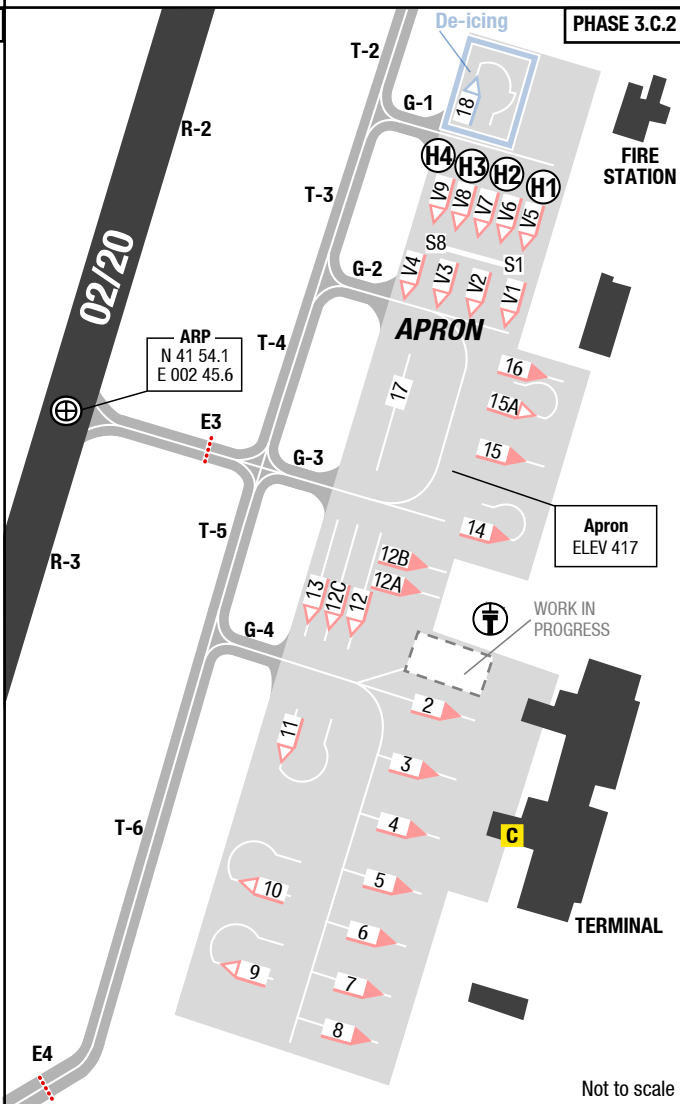 De-icing
PHASE 3.C.2
T-2
G-1
18
R-2
FIRE
STATION
H4
H3
H2
H1
V9
V8
V7
V6
V5
T-3
S8
S1
G-2
V4
V3
V2
V1
02/20
APRON
ARP
N 41 54.1
E 002 45.6
T-4
16
17
15A
E3
15
G-3
T-5
14
Apron
ELEV 417
R-3
12B
12A
13
12C
12
WORK IN
PROGRESS
G-4
2
11
3
T-6
4
C
5
10
6
TERMINAL
9
7
8
E4
Not to scale